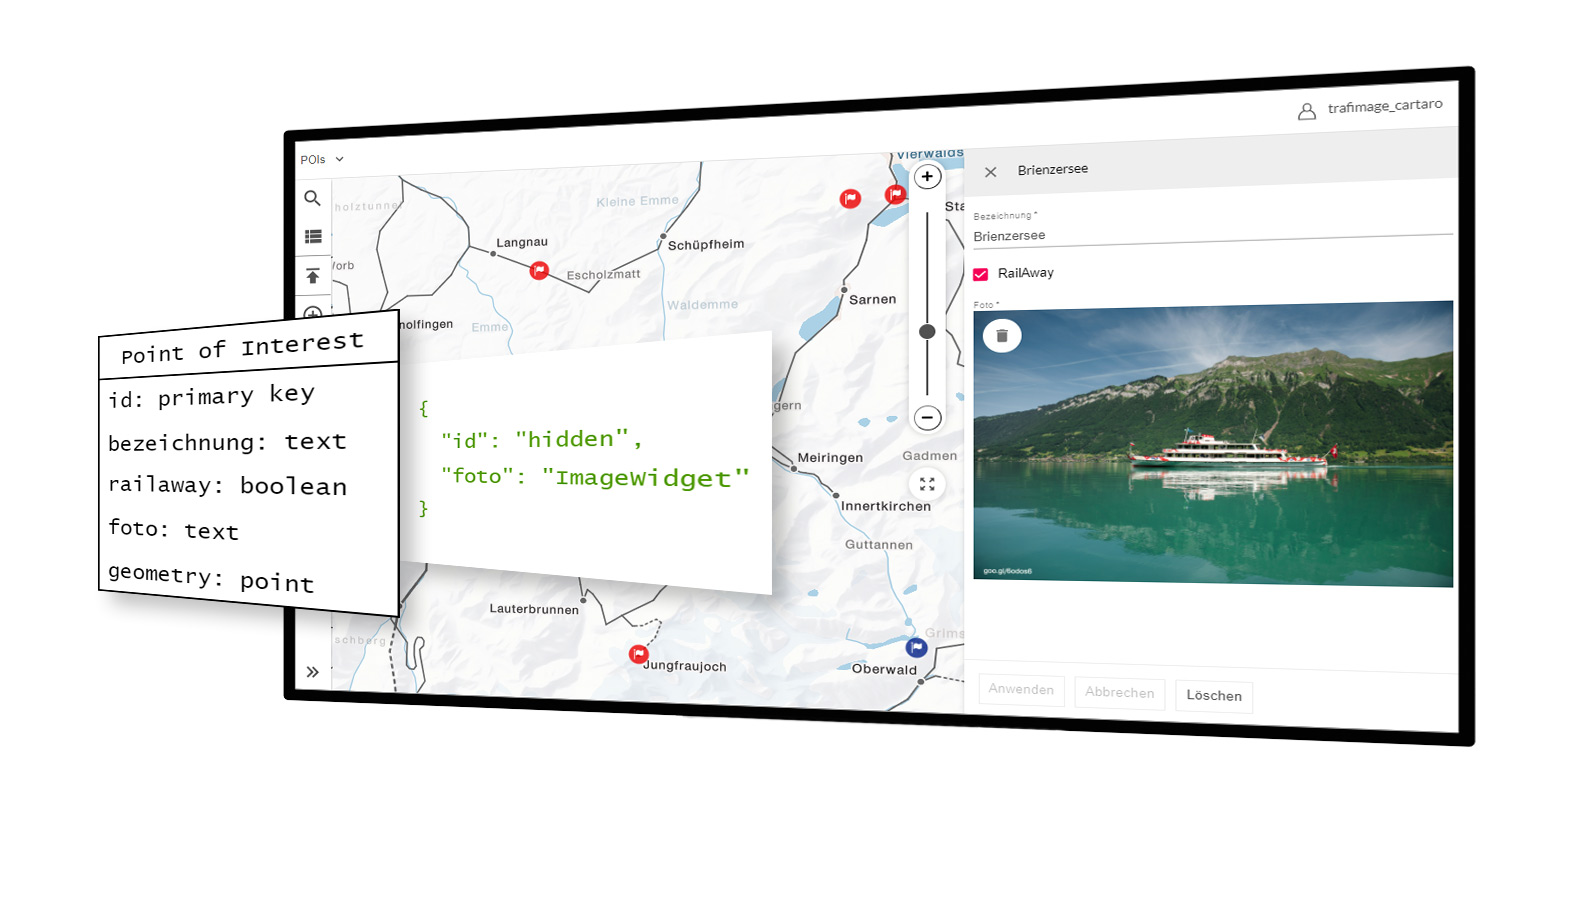 trafimage_cartaro
POIs
Brienzersee
Bezeichnung *
Brienzersee
RailAway
Foto *
goo.gl/6odos6
Anwenden
Abbrechen
Löschen
Vierwalds
Sta
holztunne
Kleine Emme
Langnau
Schüpfheim
Escholzmatt
Worb
Waldemme
Sarnen
nolfingen
Emme
gern
Meiringen
Gadmen
Innertkirchen
Guttannen
Lauterbrunnen
schberg
Jungfraujoch
Grims
Oberwald
Point of Interest
id: primary key
bezeichnung: text
railaway: boolean
foto: text
geometry: point
{
"id": "hidden",
"foto": "ImageWidget"
}